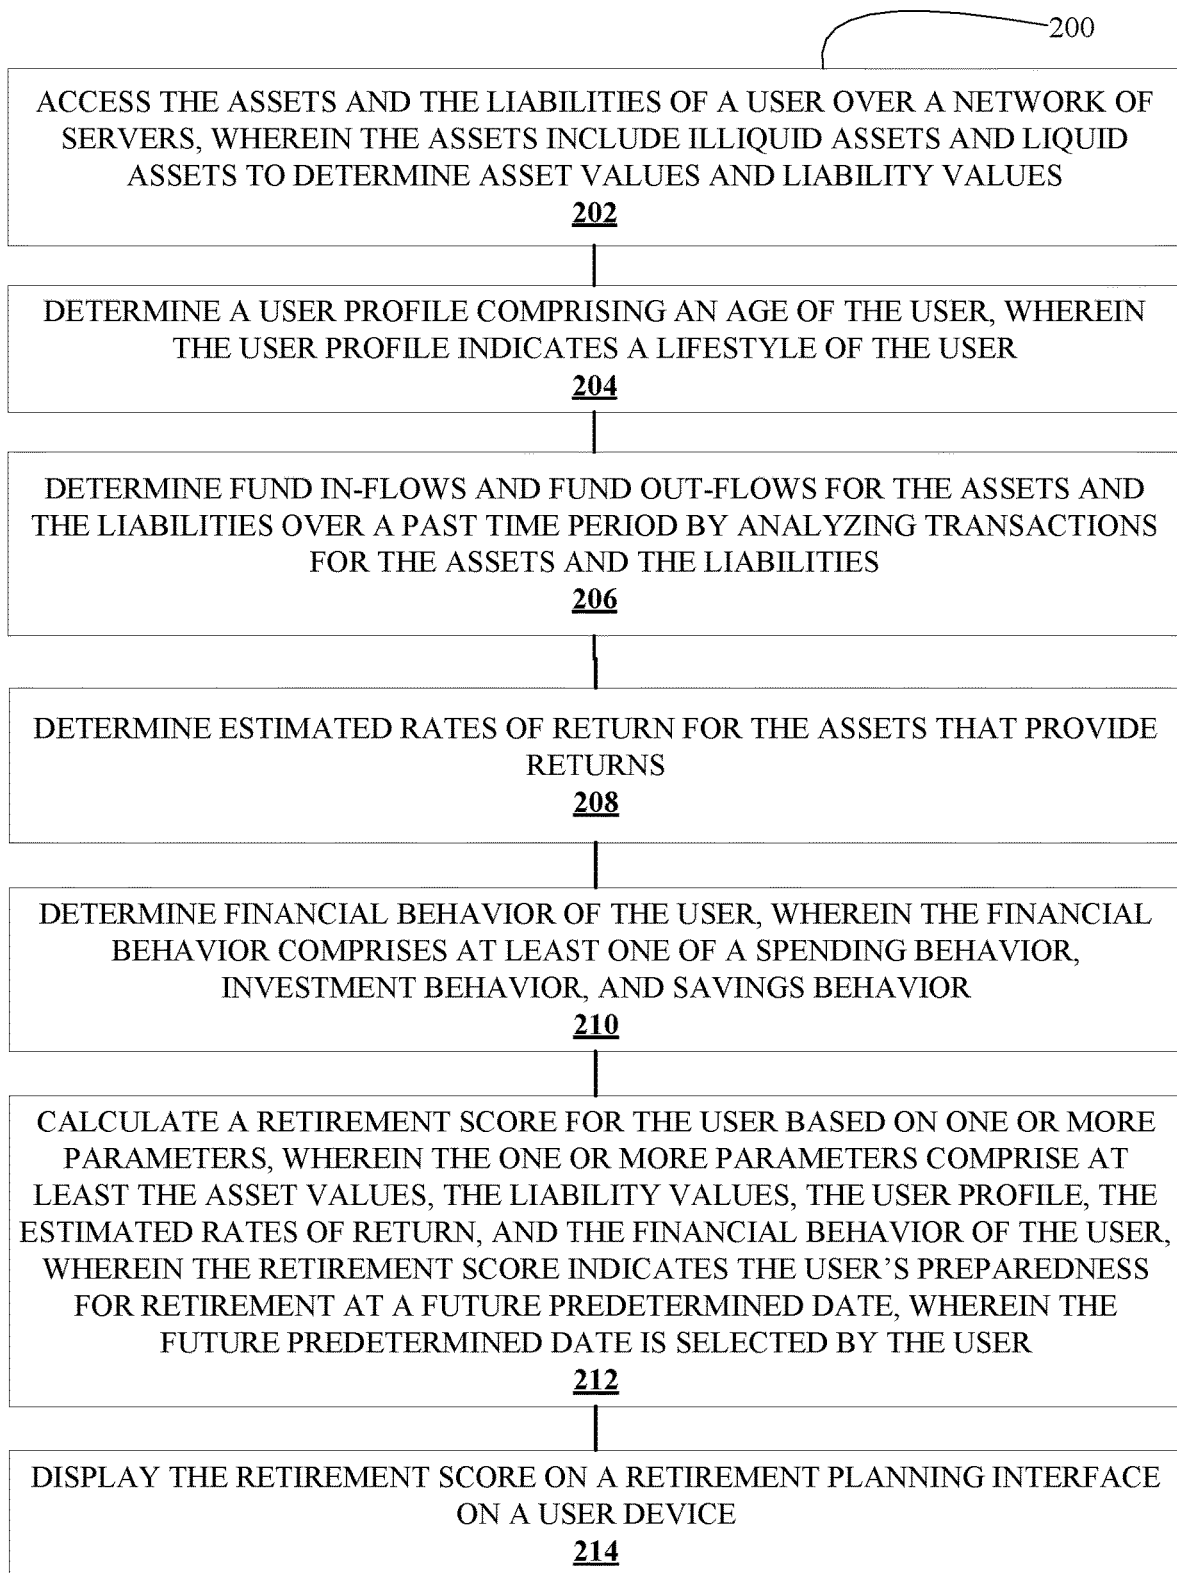 200
ACCESS THE ASSETS AND THE LIABILITIES OF A USER OVER A NETWORK OF
SERVERS, WHEREIN THE ASSETS INCLUDE ILLIQUID ASSETS AND LIQUID
ASSETS TO DETERMINE ASSET VALUES AND LIABILITY VALUES
202
DETERMINE A USER PROFILE COMPRISING AN AGE OF THE USER, WHEREIN
THE USER PROFILE INDICATES A LIFESTYLE OF THE USER
204
DETERMINE FUND IN-FLOWS AND FUND OUT-FLOWS FOR THE ASSETS AND
THE LIABILITIES OVER A PAST TIME PERIOD BY ANALYZING TRANSACTIONS
FOR THE ASSETS AND THE LIABILITIES
206
DETERMINE ESTIMATED RATES OF RETURN FOR THE ASSETS THAT PROVIDE
RETURNS
208
DETERMINE FINANCIAL BEHAVIOR OF THE USER, WHEREIN THE FINANCIAL
BEHAVIOR COMPRISES AT LEAST ONE OF A SPENDING BEHAVIOR,
INVESTMENT BEHAVIOR, AND SAVINGS BEHAVIOR
210
CALCULATE A RETIREMENT SCORE FOR THE USER BASED ON ONE OR MORE
PARAMETERS, WHEREIN THE ONE OR MORE PARAMETERS COMPRISE AT
LEAST THE ASSET VALUES, THE LIABILITY VALUES, THE USER PROFILE, THE
ESTIMATED RATES OF RETURN, AND THE FINANCIAL BEHAVIOR OF THE USER,
WHEREIN THE RETIREMENT SCORE INDICATES THE USER'S PREPAREDNESS
FOR RETIREMENT AT A FUTURE PREDETERMINED DATE, WHEREIN THE
FUTURE PREDETERMINED DATE IS SELECTED BY THE USER
212
DISPLAY THE RETIREMENT SCORE ON A RETIREMENT PLANNING INTERFACE
ON A USER DEVICE
214